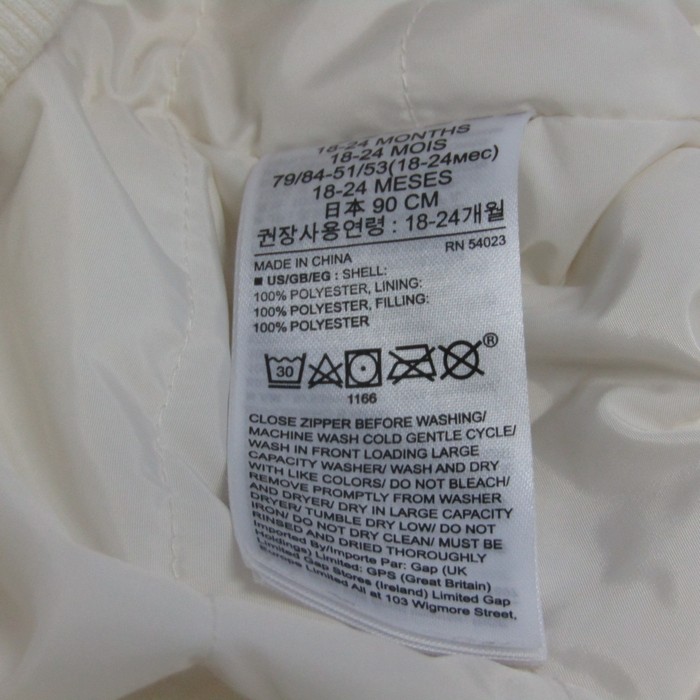 18-24 MONTHS
18-24 MOIS
79/84-51/53(18-24мес)
18-24 MESES
日本 90 CM
권장사용연령 : 18-24개월
RN 54023
MADE IN CHINA
■ US/GB/EG : SHELL:
100% POLYESTER, LINING:
100% POLYESTER, FILLING:
100% POLYESTER
30
®
1166
CLOSE ZIPPER BEFORE WASHING/
MACHINE WASH COLD GENTLE CYCLE/
WASH IN FRONT LOADING LARGE
CAPACITY WASHER/ WASH AND DRY
WITH LIKE COLORS/ DO NOT BLEACH/
REMOVE PROMPTLY FROM WASHER
AND DRYER/ DRY IN LARGE CAPACITY
DRYER/ TUMBLE DRY LOW/ DO NOT
IRON/ DO NOT DRY CLEAN/ MUST BE
RINSED AND DRIED THOROUGHLY
Imported By/Importe Par: Gap (UK
Limited) Limited: GPS (Great Britain)
Limited Gap Stores (Ireland) Limited Gap
Europe Limited All at 103 Wigmore Street,